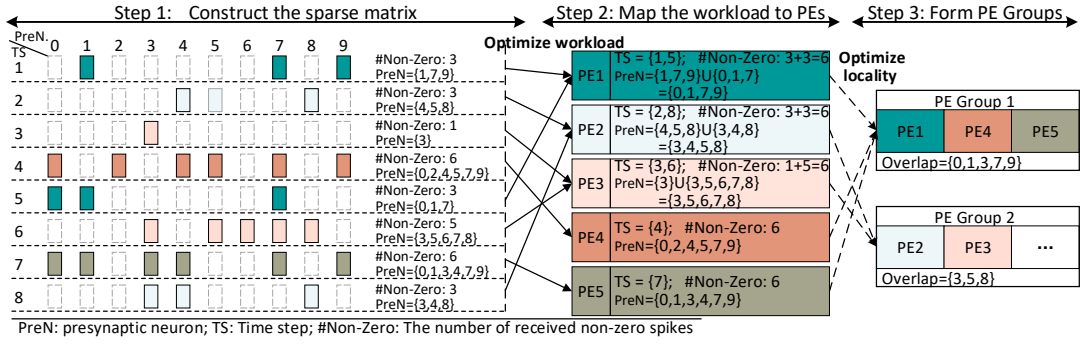 Step 1: Construct the sparse matrix
Step 2: Map the workload to PEs
Step 3: Form PE Groups
PreN.
TS
0 1 2 3 4 5 6 7 8 9
Optimize workload
1
#Non-Zero: 3
PreN={1,7,9}
2
#Non-Zero: 3
PreN={4,5,8}
3
#Non-Zero: 1
PreN={3}
4
#Non-Zero: 6
PreN={0,2,4,5,7,9}
5
#Non-Zero: 3
PreN={0,1,7}
6
#Non-Zero: 5
PreN={3,5,6,7,8}
7
#Non-Zero: 6
PreN={0,1,3,4,7,9}
8
#Non-Zero: 3
PreN={3,4,8}
PE1
TS = {1,5}; #Non-Zero: 3+3=6
PreN={1,7,9}U{0,1,7}
={0,1,7,9}
PE2
TS = {2,8}; #Non-Zero: 3+3=6
PreN={4,5,8}U{3,4,8}
={3,4,5,8}
PE3
TS = {3,6}; #Non-Zero: 1+5=6
PreN={3}U{3,5,6,7,8}
={3,5,6,7,8}
PE4
TS = {4}; #Non-Zero: 6
PreN={0,2,4,5,7,9}
PE5
TS = {7}; #Non-Zero: 6
PreN={0,1,3,4,7,9}
Optimize
locality
PE Group 1
PE1 PE4 PE5
Overlap={0,1,3,7,9}
PE Group 2
PE2 PE3 ...
Overlap={3,5,8}
PreN: presynaptic neuron; TS: Time step; #Non-Zero: The number of received non-zero spikes